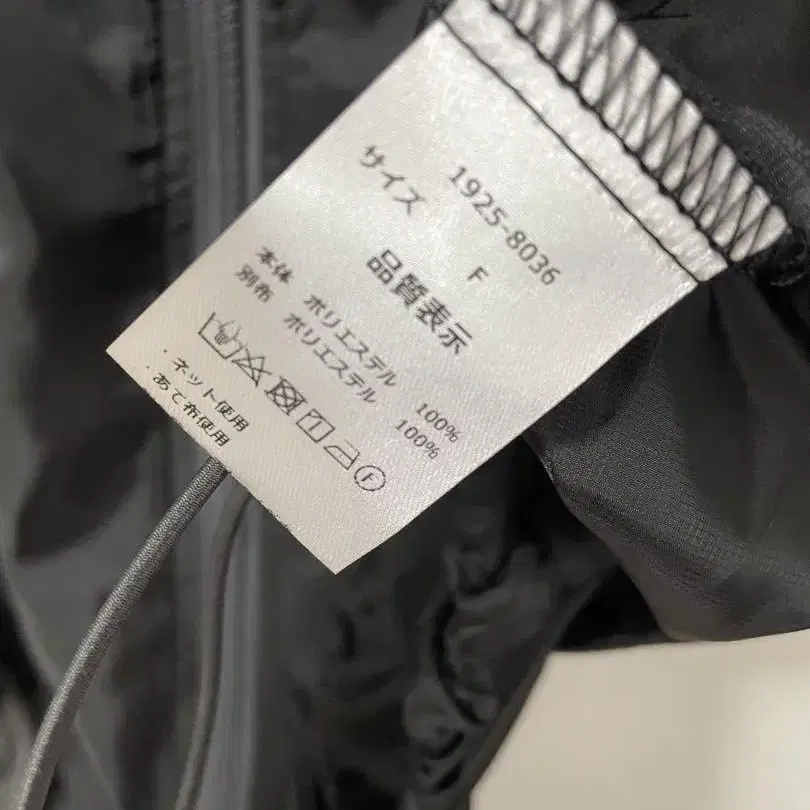 1925-8036
サイズ F
品質表示
本体 ポリエステル 100%
別布 ポリエステル 100%
・ネット使用
・あて布使用